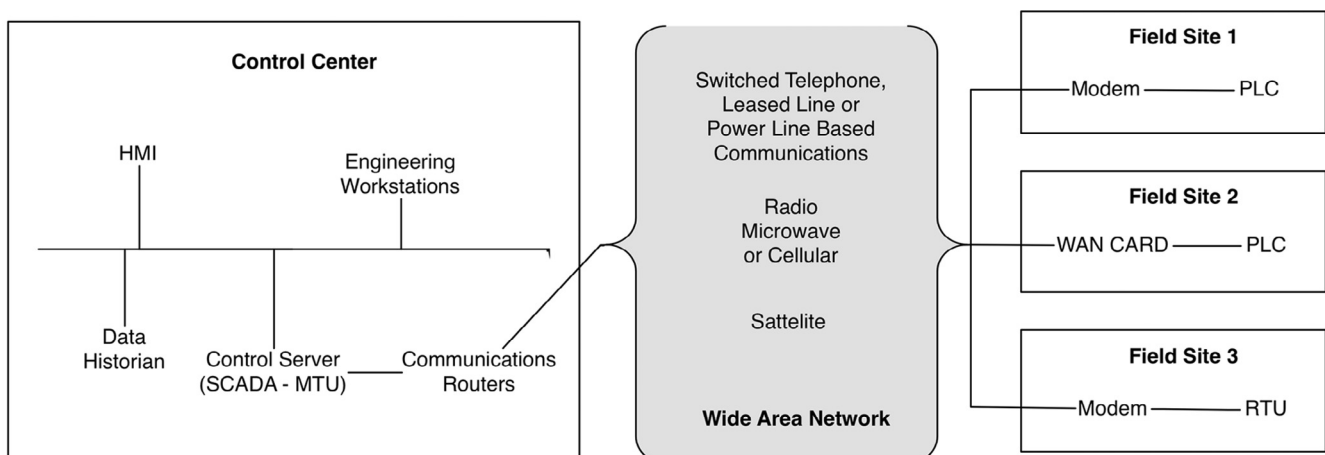 Control Center
HMI
Engineering
Workstations
Data
Historian
Control Server
(SCADA - MTU)
Communications
Routers
Switched Telephone,
Leased Line or
Power Line Based
Communications
Radio
Microwave
or Cellular
Sattelite
Wide Area Network
Field Site 1
Modem
PLC
Field Site 2
WAN CARD
PLC
Field Site 3
Modem
RTU